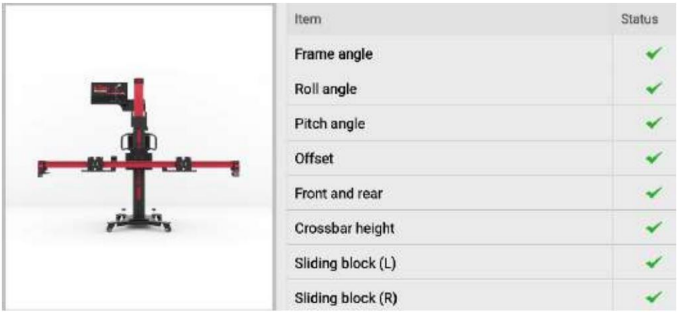 Item Status
Frame angle
Roll angle
Pitch angle
Offset
Front and rear
Crossbar height
Sliding block (L)
Sliding block (R)